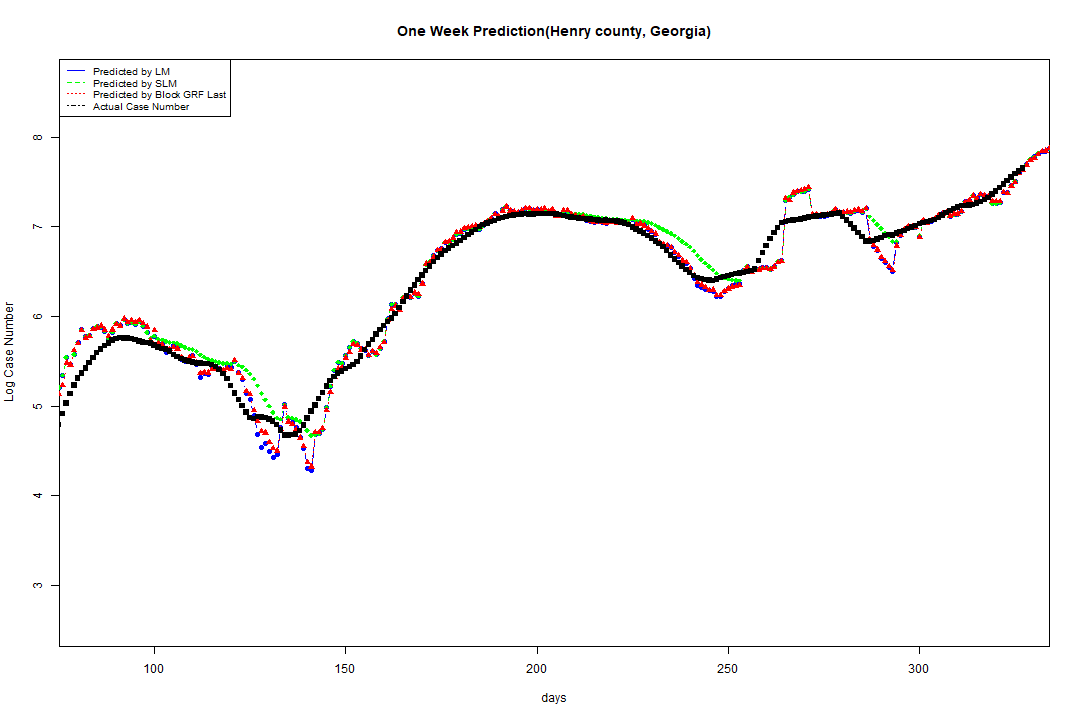 One Week Prediction(Henry county, Georgia)
Predicted by LM
Predicted by SLM
Predicted by Block GRF Last
Actual Case Number
8
7
6
5
4
3
Log Case Number
100 150 200 250 300
days